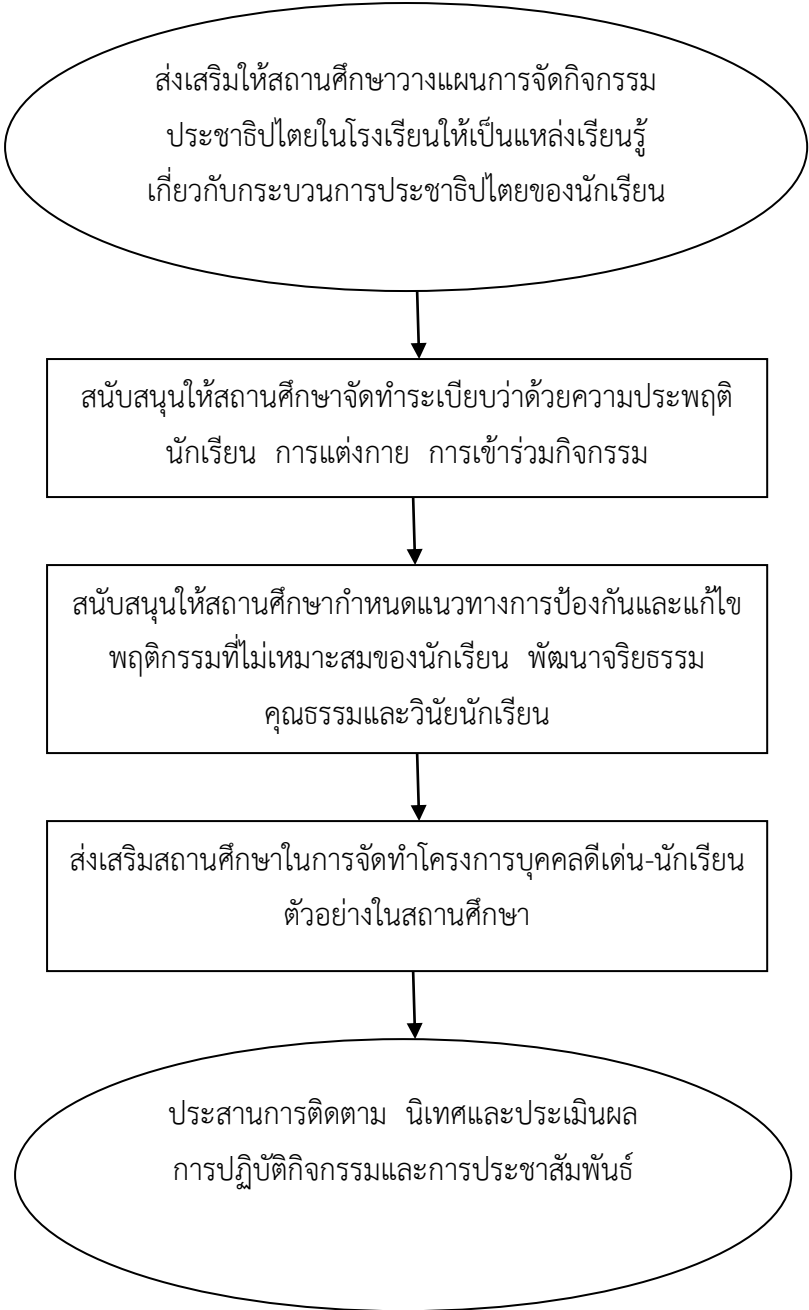 ส่งเสริมให้สถานศึกษาวางแผนการจัดกิจกรรม
ประชาธิปไตยในโรงเรียนให้เป็นแหล่งเรียนรู้
เกี่ยวกับกระบวนการประชาธิปไตยของนักเรียน
สนับสนุนให้สถานศึกษาจัดทำระเบียบว่าด้วยความประพฤติ
นักเรียน การแต่งกาย การเข้าร่วมกิจกรรม
สนับสนุนให้สถานศึกษากำหนดแนวทางการป้องกันและแก้ไข
พฤติกรรมที่ไม่เหมาะสมของนักเรียน พัฒนาจริยธรรม
คุณธรรมและวินัยนักเรียน
ส่งเสริมสถานศึกษาในการจัดทำโครงการบุคคลดีเด่น-นักเรียน
ตัวอย่างในสถานศึกษา
ประสานการติดตาม นิเทศและประเมินผล
การปฏิบัติกิจกรรมและการประชาสัมพันธ์